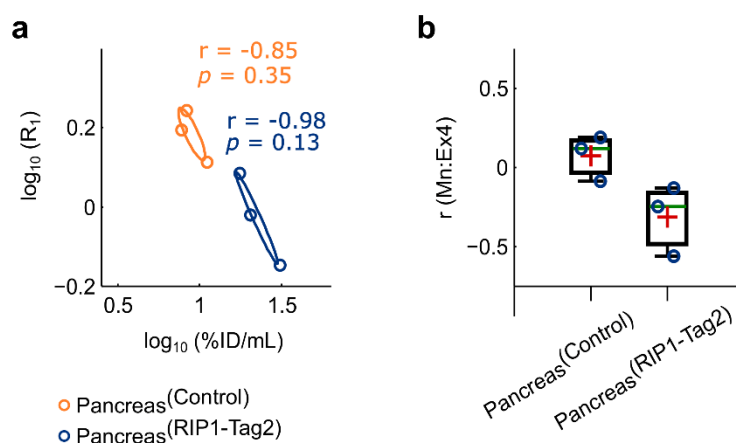 a
r = -0.85
p = 0.35
r = -0.98
p = 0.13
log10 (R1)
0.2
0
−0.2
0.5
1
1.5
log10 (%ID/mL)
Pancreas(Control)
Pancreas(RIP1-Tag2)
b
r (Mn:Ex4)
0.5
0
−0.5
Pancreas(Control)
Pancreas(RIP1-Tag2)